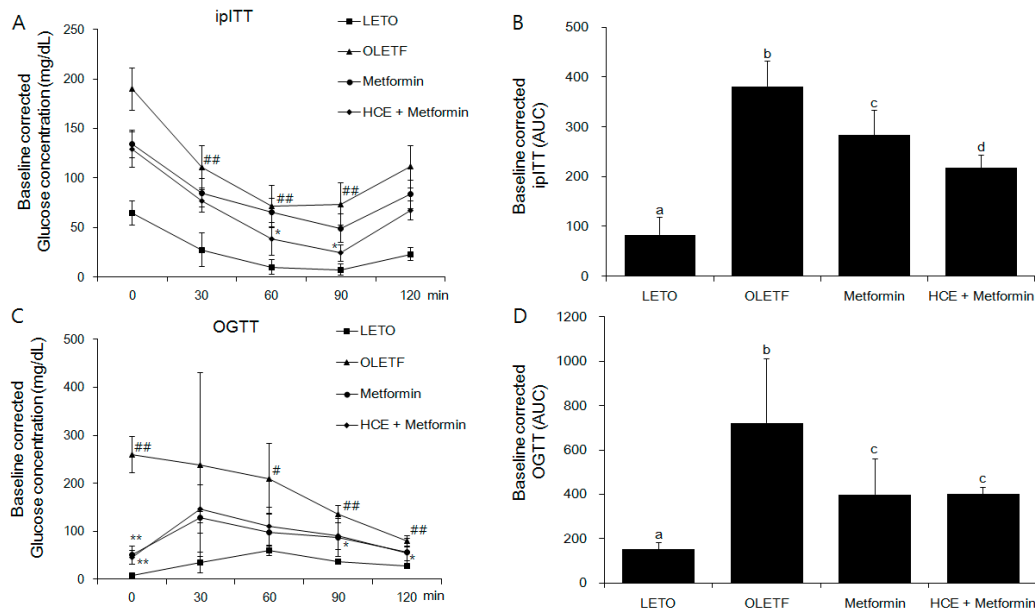 A
ipITT
LETO
OLETF
Metformin
HCE + Metformin
Baseline corrected
Glucose concentration (mg/dL)
250
200
150
100
50
0
##
##
##
*
*
0 30 60 90 120 min
B
Baseline corrected
ipITT (AUC)
500
400
300
200
100
0
a
b
c
d
LETO OLETF Metformin HCE + Metformin
C
OGTT
LETO
OLETF
Metformin
HCE + Metformin
Baseline corrected
Glucose concentration (mg/dL)
500
400
300
200
100
0
##
#
##
##
**
**
*
*
0 30 60 90 120 min
D
Baseline corrected
OGTT (AUC)
1200
1000
800
600
400
200
0
a
b
c
c
LETO OLETF Metformin HCE + Metformin